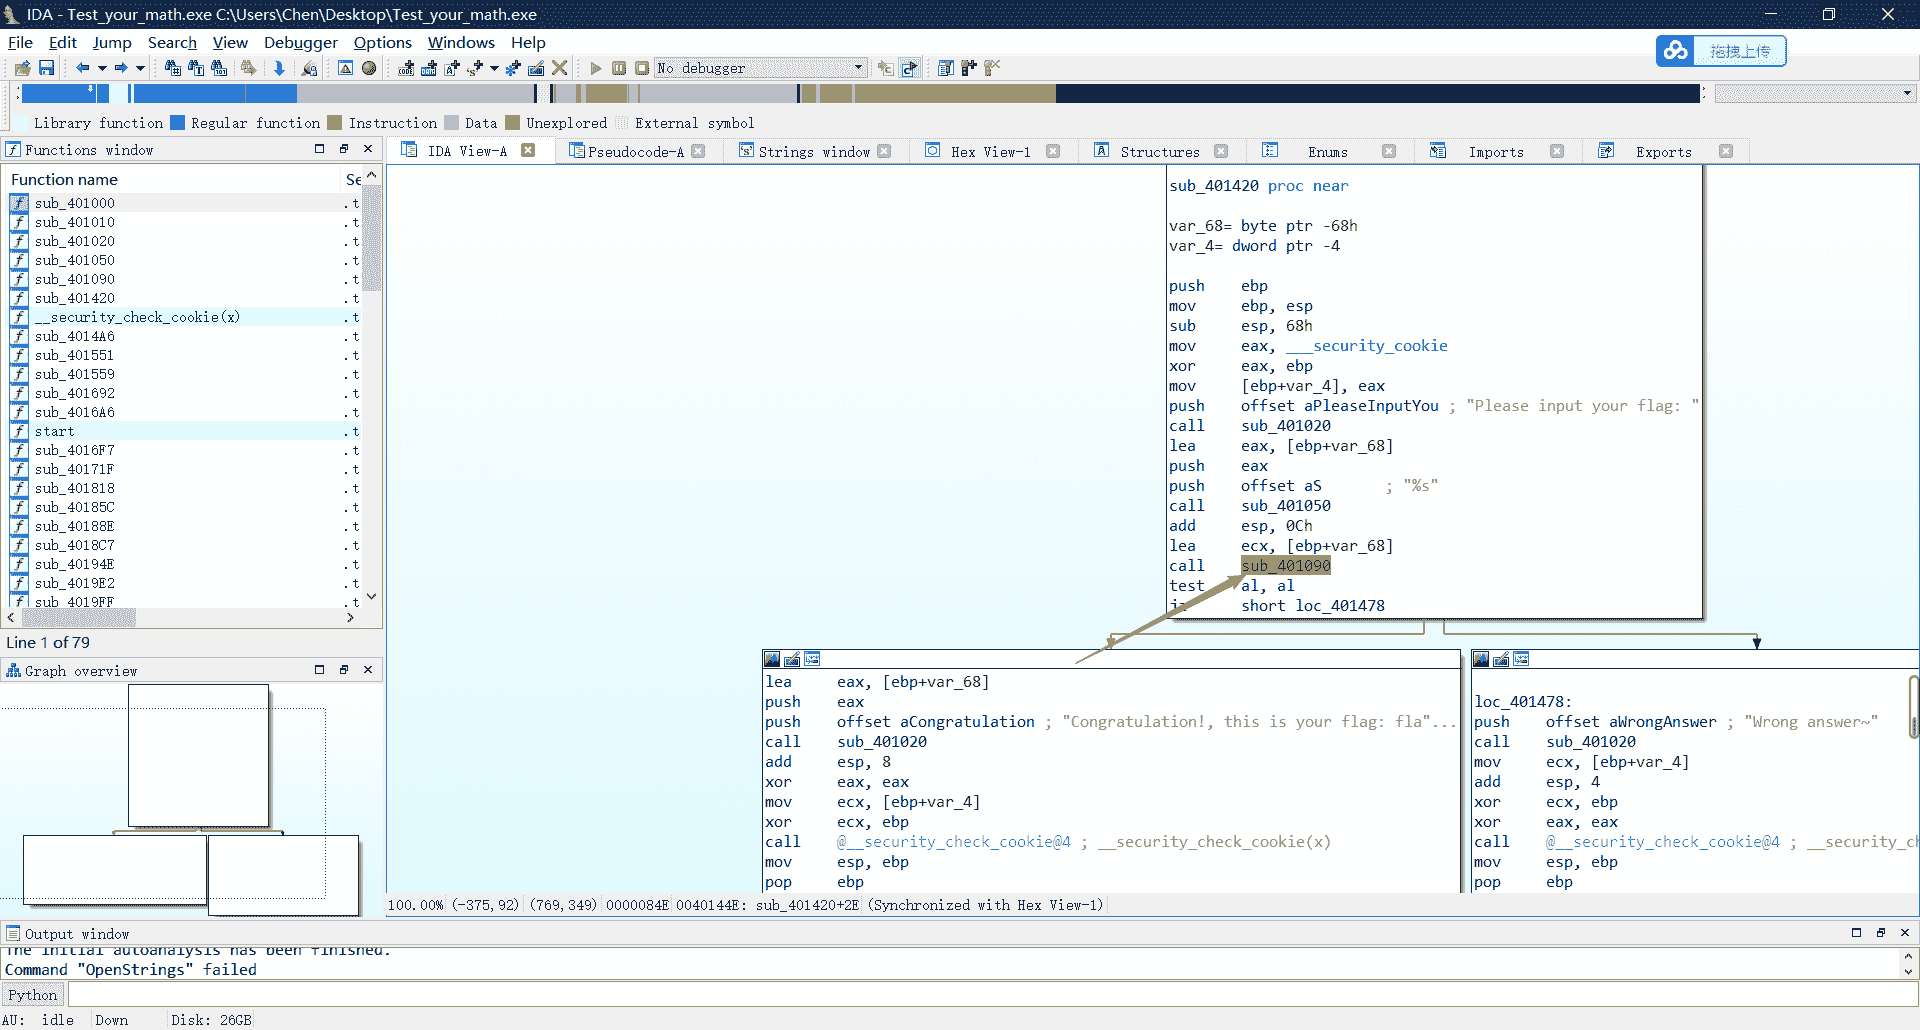 IDA - Test_your_math.exe C:\Users\Chen\Desktop\Test_your_math.exe
File Edit Jump Search View Debugger Options Windows Help
拖拽上传
No debugger
Library function Regular function Instruction Data Unexplored External symbol
Functions window
IDA View-A Pseudocode-A Strings window Hex View-1 Structures Enums Imports Exports
Function name Se
sub_401000 .t
sub_401010 .t
sub_401020 .t
sub_401050 .t
sub_401090 .t
sub_401420 .t
__security_check_cookie(x) .t
sub_4014A6 .t
sub_401551 .t
sub_401559 .t
sub_401692 .t
sub_4016A6 .t
start .t
sub_4016F7 .t
sub_40171F .t
sub_401818 .t
sub_40185C .t
sub_40188E .t
sub_4018C7 .t
sub_40194E .t
sub_4019E2 .t
sub_4019FF .t
Line 1 of 79
Graph overview
sub_401420 proc near
var_68= byte ptr -68h
var_4= dword ptr -4
push ebp
mov ebp, esp
sub esp, 68h
mov eax, ___security_cookie
xor eax, ebp
mov [ebp+var_4], eax
push offset aPleaseInputYou ; "Please input your flag: "
call sub_401020
lea eax, [ebp+var_68]
push eax
push offset aS ; "%s"
call sub_401050
add esp, 0Ch
lea ecx, [ebp+var_68]
call sub_401090
test al, al
jz short loc_401478
lea eax, [ebp+var_68]
push eax
push offset aCongratulation ; "Congratulation!, this is your flag: fla"...
call sub_401020
add esp, 8
xor eax, eax
mov ecx, [ebp+var_4]
xor ecx, ebp
call @__security_check_cookie@4 ; __security_check_cookie(x)
mov esp, ebp
pop ebp
loc_401478:
push offset aWrongAnswer ; "Wrong answer~"
call sub_401020
mov ecx, [ebp+var_4]
add esp, 4
xor ecx, ebp
xor eax, eax
call @__security_check_cookie@4 ; __security_ch
mov esp, ebp
pop ebp
100.00% (-375,92) (769,349) 0000084E 0040144E: sub_401420+2E (Synchronized with Hex View-1)
Output window
The initial autoanalysis has been finished.
Command "OpenStrings" failed
Python
AU: idle Down Disk: 26GB